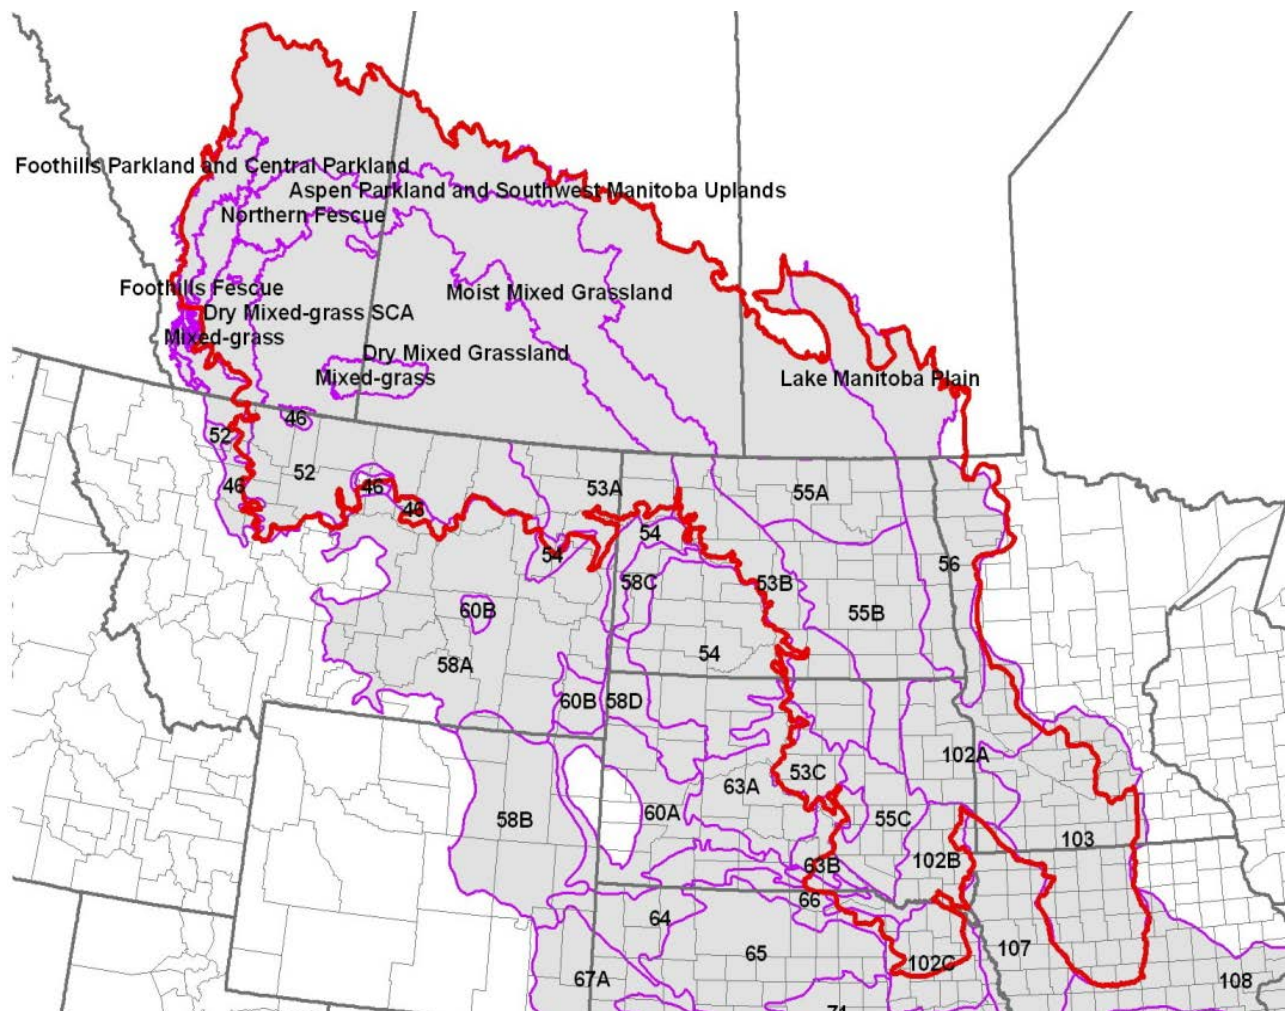 Foothills Parkland and Central Parkland
Aspen Parkland and Southwest Manitoba Uplands
Northern Fescue
Foothills Fescue
Moist Mixed Grassland
Dry Mixed-grass SCA
Mixed-grass
Dry Mixed Grassland
Mixed-grass
Lake Manitoba Plain
46
52
52
46
46
46
53A
55A
54
54
56
58C
53B
60B
55B
58A
54
60B
58D
102A
53C
63A
58B
60A
55C
103
102B
63B
66
64
65
107
102C
67A
108
71